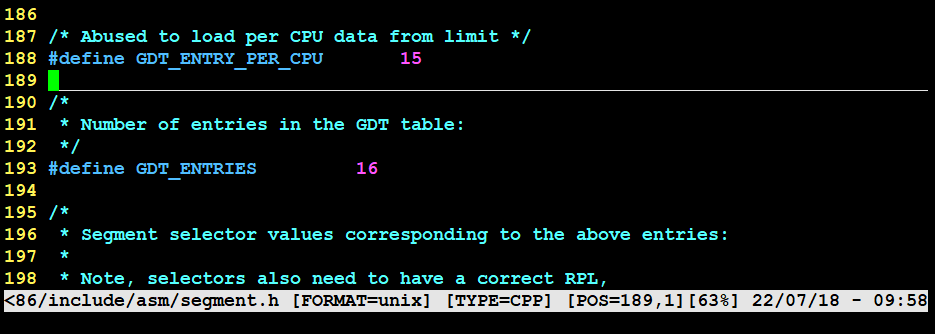 186
187 /* Abused to load per CPU data from limit */
188 #define GDT_ENTRY_PER_CPU       15
189
190 /*
191  * Number of entries in the GDT table:
192  */
193 #define GDT_ENTRIES         16
194
195 /*
196  * Segment selector values corresponding to the above entries:
197  *
198  * Note, selectors also need to have a correct RPL,
<86/include/asm/segment.h [FORMAT=unix] [TYPE=CPP] [POS=189,1][63%] 22/07/18 - 09:58